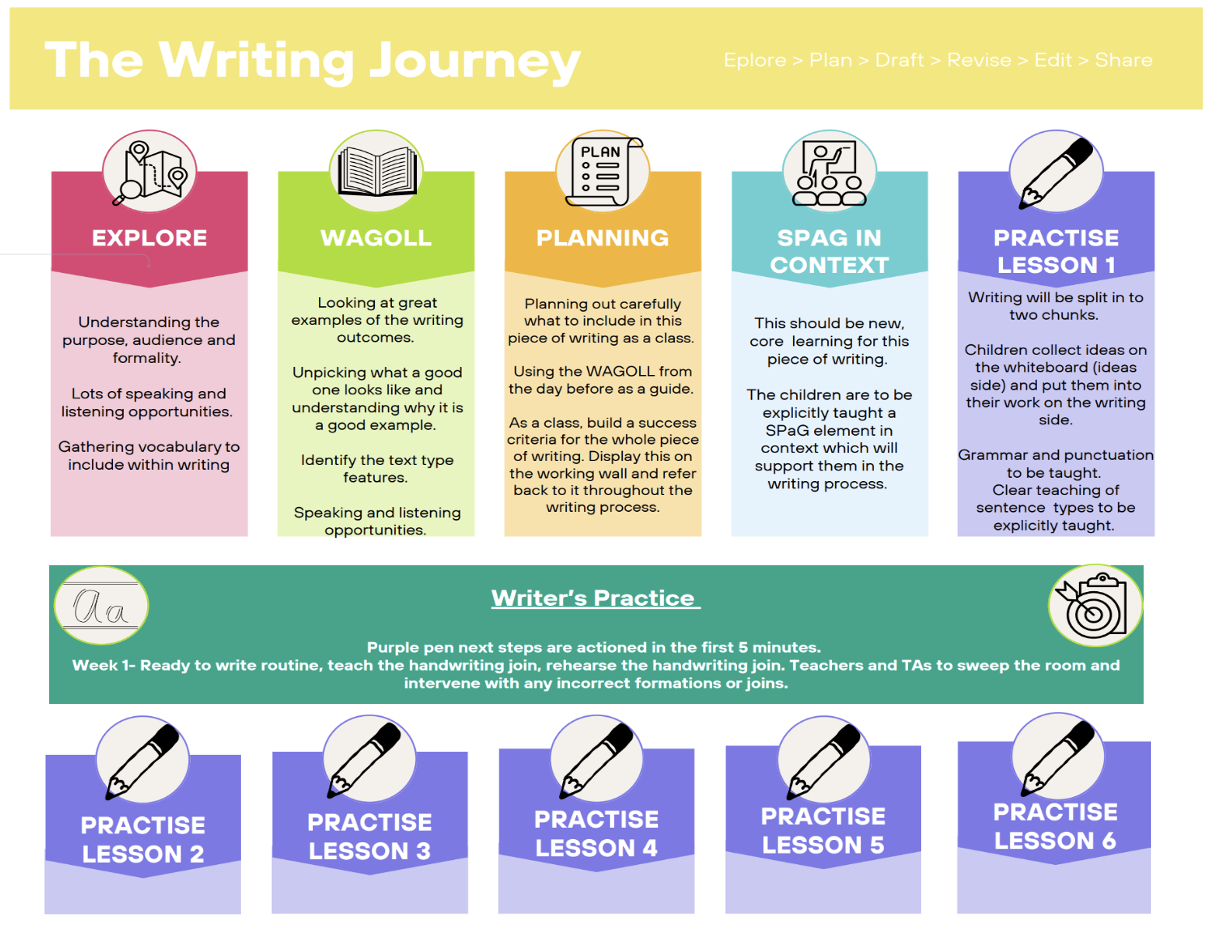 The Writing Journey
Eplore > Plan > Draft > Revise > Edit > Share
EXPLORE
Understanding the
purpose, audience and
formality.
Lots of speaking and
listening opportunities.
Gathering vocabulary to
include within writing
WAGOLL
Looking at great
examples of the writing
outcomes.
Unpicking what a good
one looks like and
understanding why it is
a good example.
Identify the text type
features.
Speaking and listening
opportunities.
PLAN
PLANNING
Planning out carefully
what to include in this
piece of writing as a class.
Using the WAGOLL from
the day before as a guide.
As a class, build a success
criteria for the whole piece
of writing. Display this on
the working wall and refer
back to it throughout the
writing process.
SPAG IN
CONTEXT
This should be new,
core learning for this
piece of writing.
The children are to be
explicitly taught a
SPaG element in
context which will
support them in the
writing process.
PRACTISE
LESSON 1
Writing will be split in to
two chunks.
Children collect ideas on
the whiteboard (ideas
side) and put them into
their work on the writing
side.
Grammar and punctuation
to be taught.
Clear teaching of
sentence types to be
explicitly taught.
Aa
Writer's Practice
Purple pen next steps are actioned in the first 5 minutes.
Week 1- Ready to write routine, teach the handwriting join, rehearse the handwriting join. Teachers and TAs to sweep the room and
intervene with any incorrect formations or joins.
PRACTISE
LESSON 2
PRACTISE
LESSON 3
PRACTISE
LESSON 4
PRACTISE
LESSON 5
PRACTISE
LESSON 6